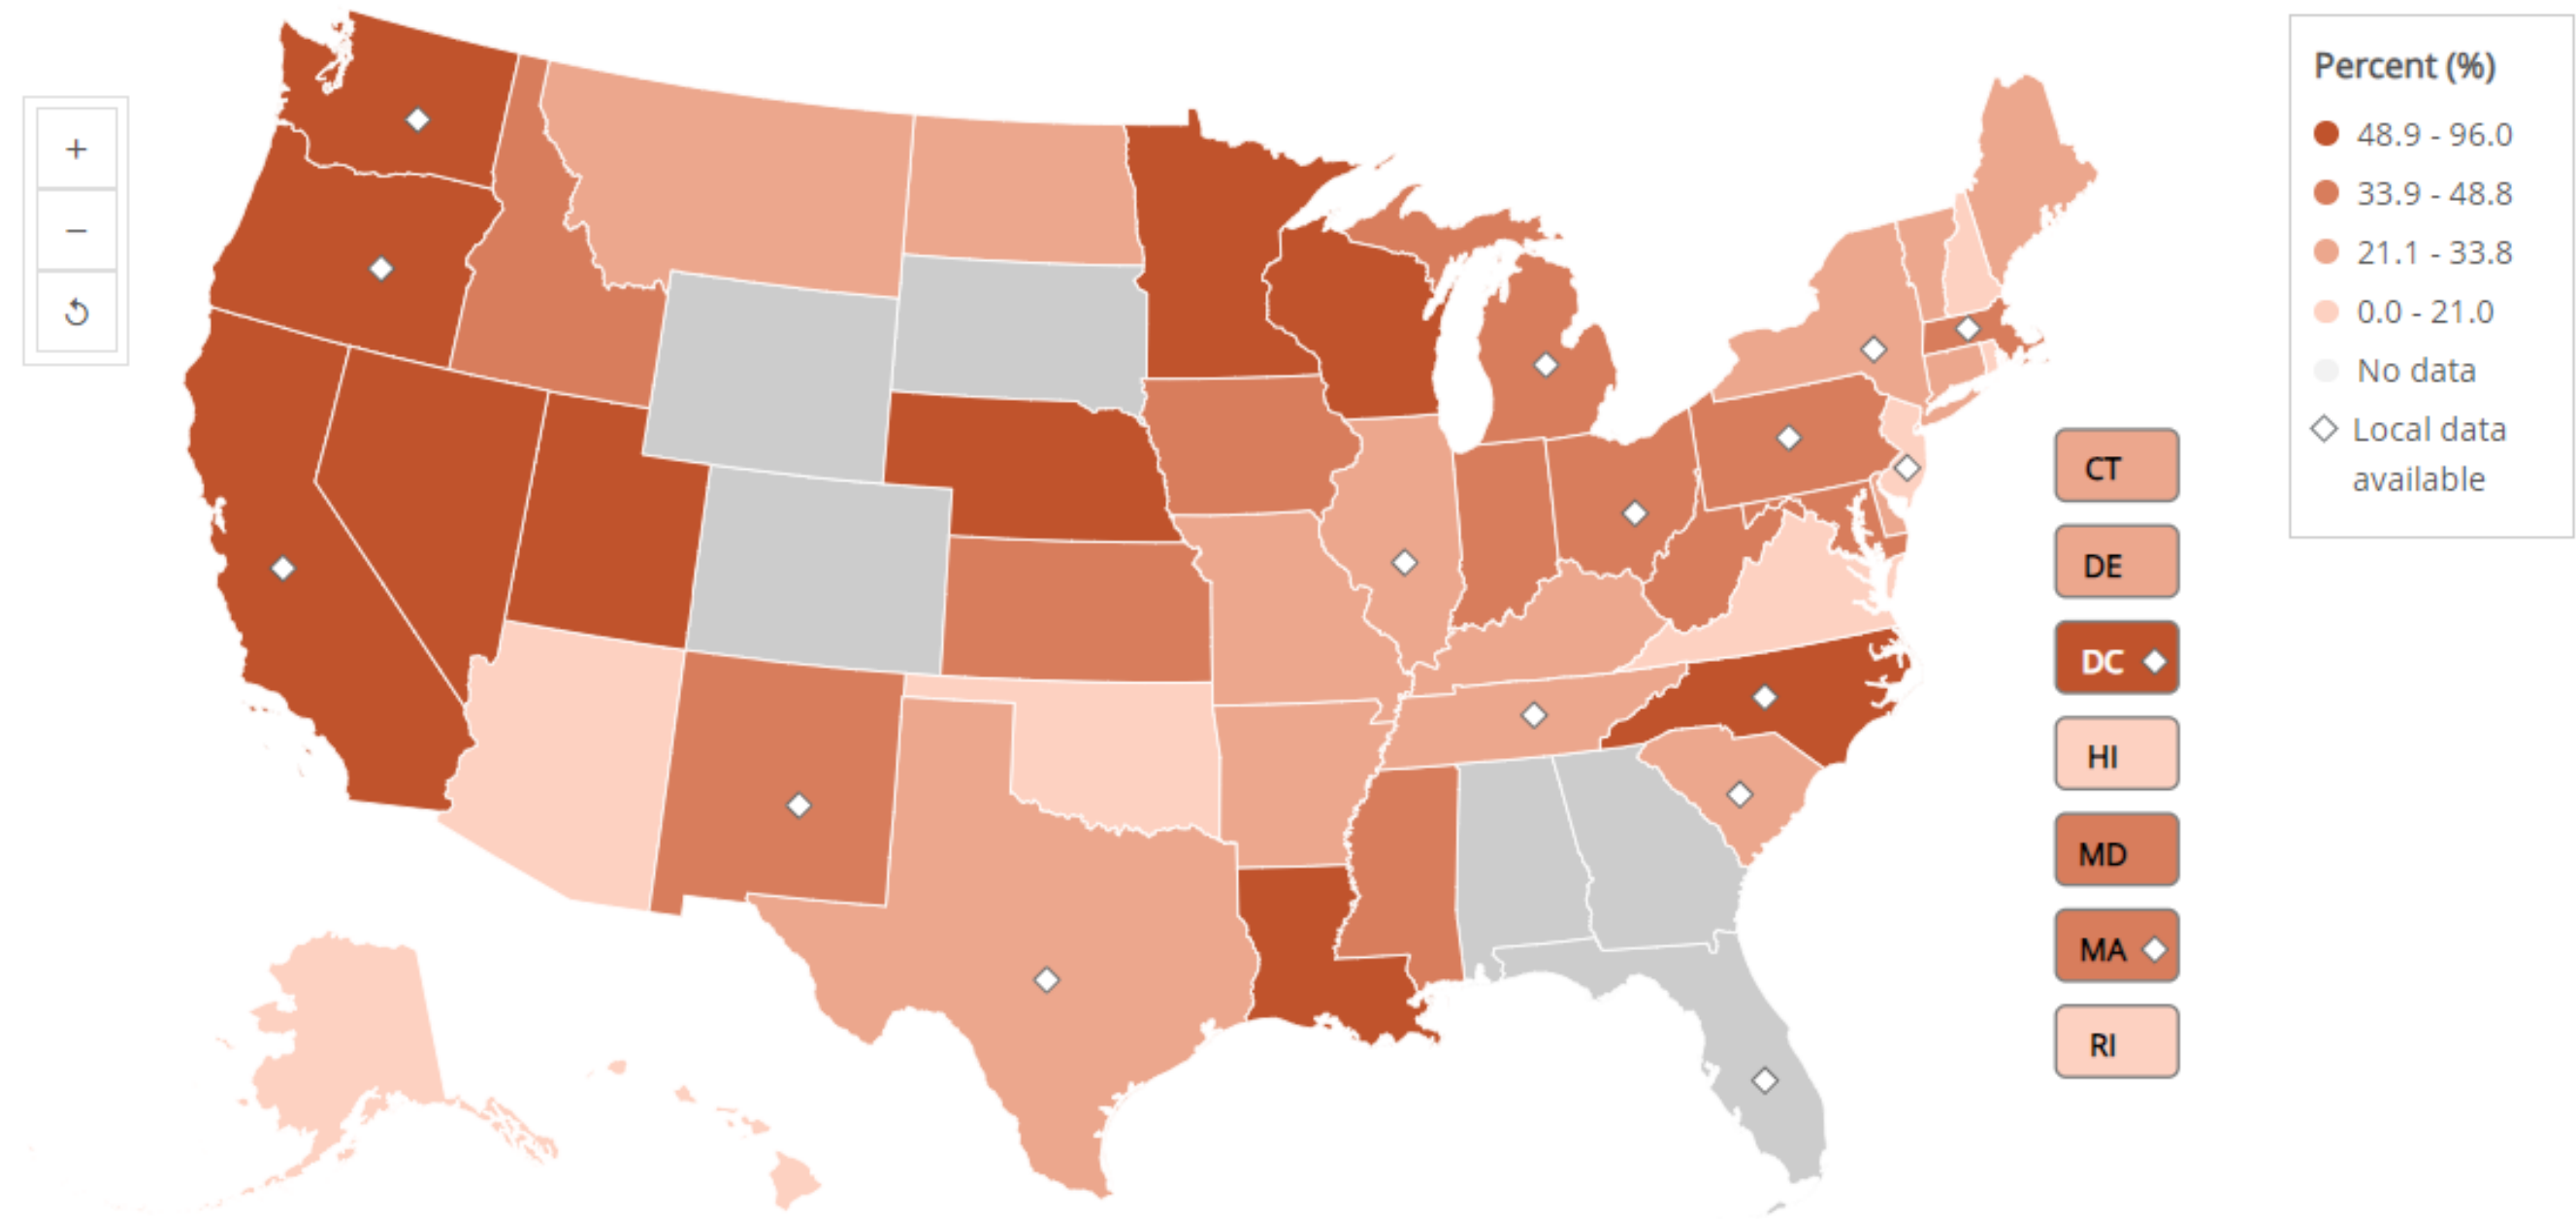 +
−
Percent (%)
48.9 - 96.0
33.9 - 48.8
21.1 - 33.8
0.0 - 21.0
No data
Local data
available
CT
DE
DC
HI
MD
MA
RI